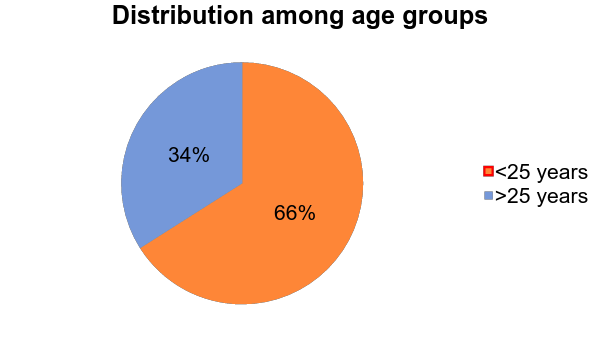 Distribution among age groups
34%
66%
<25 years
>25 years